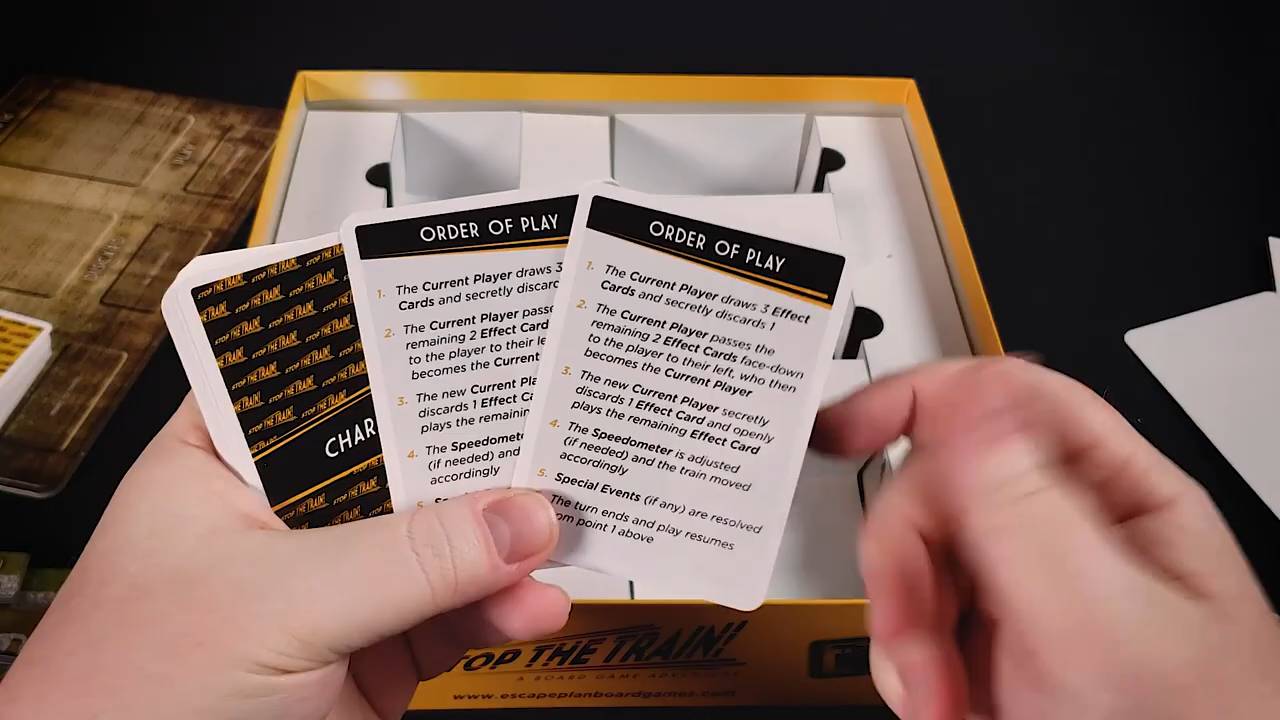 ORDER OF PLAY
1. The Current Player draws 3
Cards and secretly discard
2. The Current Player passe
remaining 2 Effect Card
to the player to their le
becomes the Current
3. The new Current Pla
discards 1 Effect C
plays the remainin
4. The Speedomete
(if needed) and
accordingly
5.
ORDER OF PLAY
1. The Current Player draws 3 Effect
Cards and secretly discards 1
2. The Current Player passes the
remaining 2 Effect Cards face-down
to the player to their left, who then
becomes the Current Player
3. The new Current Player secretly
discards 1 Effect Card and openly
plays the remaining Effect Card
4. The Speedometer is adjusted
(if needed) and the train moved
accordingly
5. Special Events (if any) are resolved
The turn ends and play resumes
om point 1 above
STOP THE TRAIN!
CHAR
TOP THE TRAIN!
A BOARD GAME ADVENTURE
www.escapeplanboardgames.com